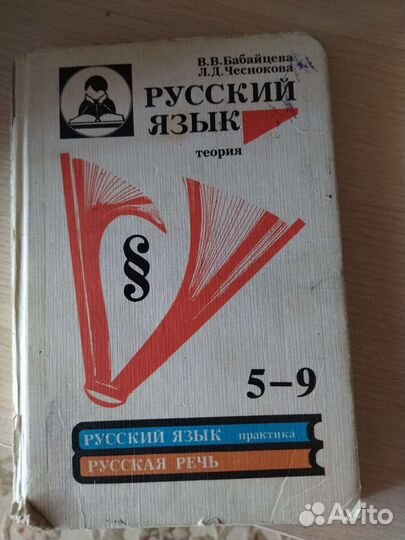 В.В.Бабайцева
Л.Д.Чеснокова
РУССКИЙ
ЯЗЫК
теория
§
5–9
РУССКИЙ ЯЗЫК практика
РУССКАЯ РЕЧЬ
Avito